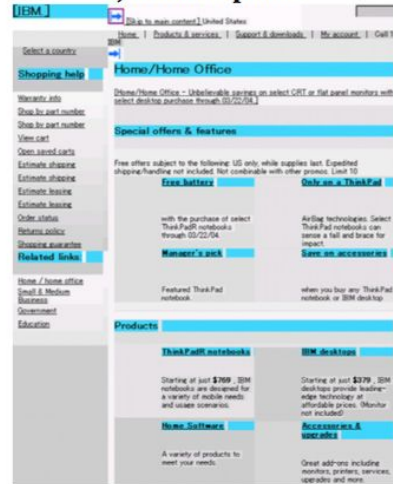 [IBM ]
[Skip to main content] United States
Home | Products & services | Support & downloads | My account | Call 1
IBM
Select a country
Shopping help
Warranty info
Shop by part number
Shop by part number
View cart
Open saved carts
Estimate shipping
Estimate shipping
Estimate leasing
Estimate leasing
Order status
Returns policy
Shopping guarantee
Related links:
Home / home office
Small & Medium
Business
Government
Education
Home/Home Office
[Home/Home Office - Unbelievable savings on select CRT or flat panel monitors with
select desktop purchase through 03/22/04.]
Special offers & features
Free offers subject to the following: US only, while supplies last. Expedited
shipping/handling not included. Not combinable with other promos. Limit 10
Free battery
with the purchase of select
ThinkPadR notebooks
through 03/22/04.
Only on a ThinkPad
AirBag technologies. Select
ThinkPad notebooks can
sense a fall and brace for
impact.
Manager's pick
Featured ThinkPad
notebook.
Save on accessories
when you buy any ThinkPad
notebook or IBM desktop
Products
ThinkPadR notebooks
Starting at just $769 , IBM
notebooks are designed for
a variety of mobile needs
and usage scenarios.
IBM desktops
Starting at just $379 , IBM
desktops provide leading-
edge technology at
affordable prices. (Monitor
not included)
Home Software
A variety of products to
meet your needs.
Accessories &
upgrades
Great add-ons including
monitors, printers, services,
upgrades and more.